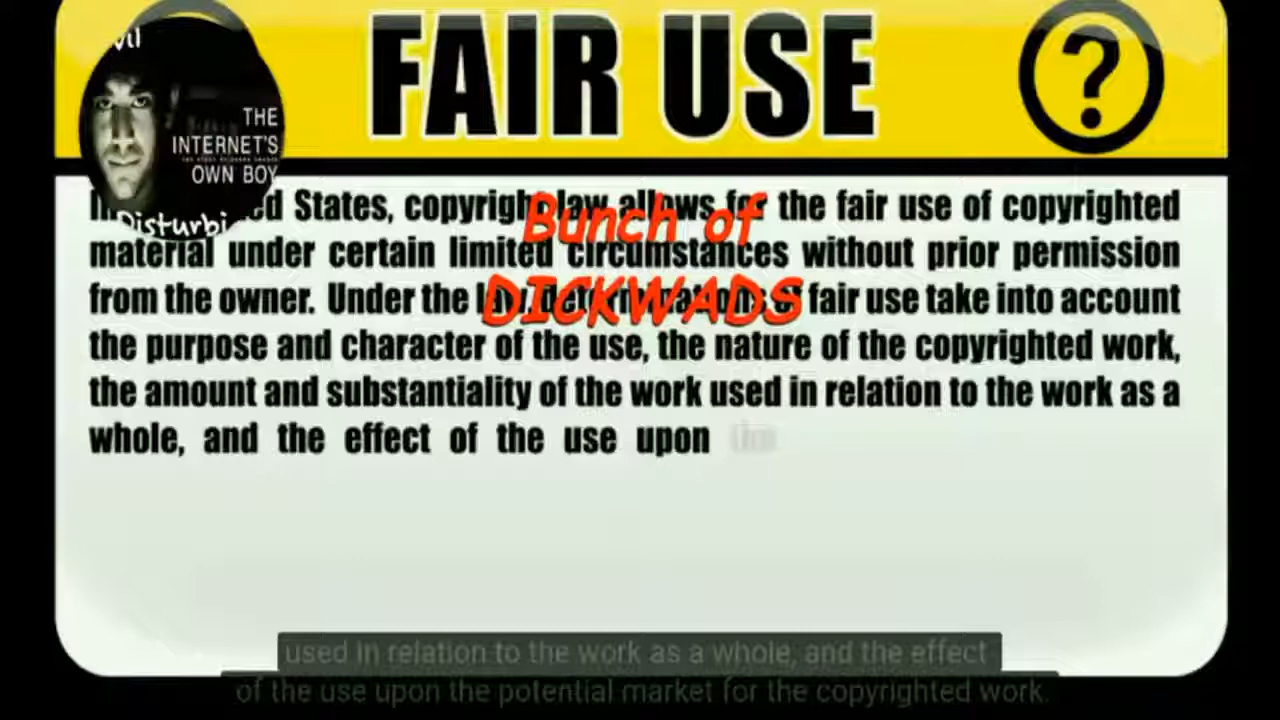 FAIR USE
vil
THE
INTERNET'S
OWN BOY
Disturbi
States, copyright law allows for the fair use of copyrighted
material under certain limited circumstances without prior permission
from the owner. Under the law, determinations of fair use take into account
the purpose and character of the use, the nature of the copyrighted work,
the amount and substantiality of the work used in relation to the work as a
whole, and the effect of the use upon the
Bunch of
DICKWADS
used in relation to the work as a whole, and the effect
of the use upon the potential market for the copyrighted work.